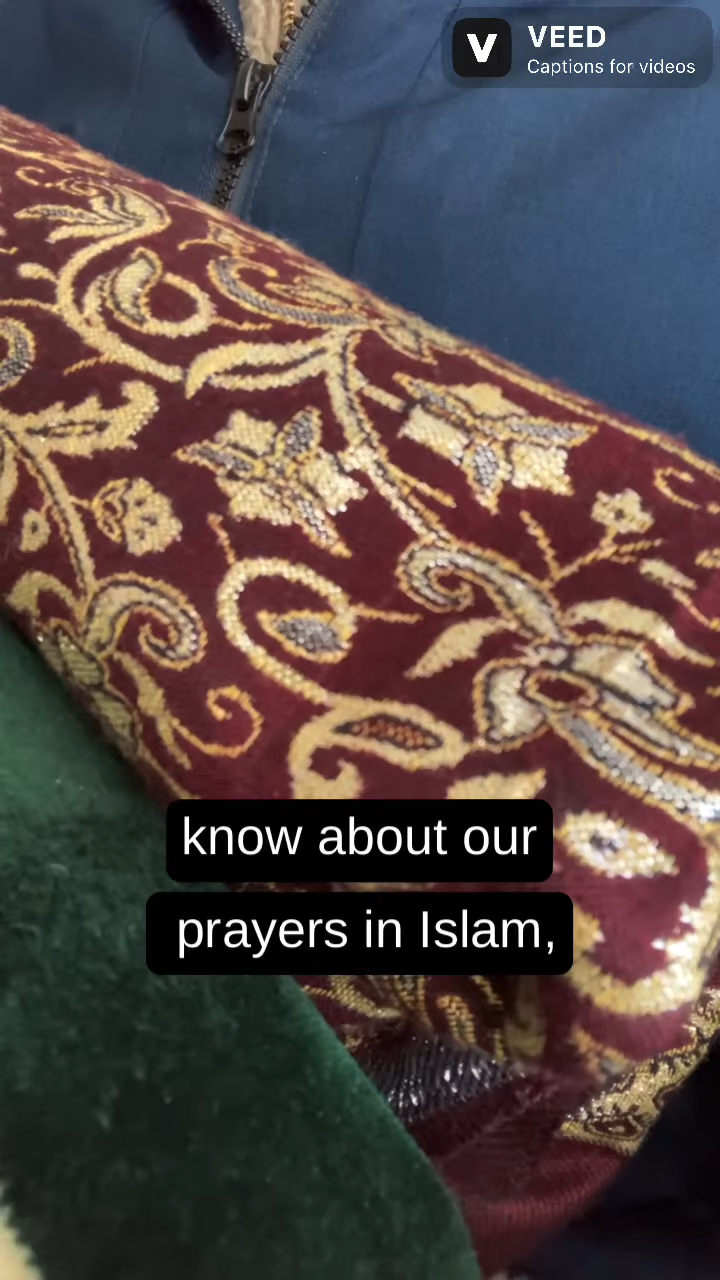 VEED
Captions for videos
know about our
prayers in Islam,